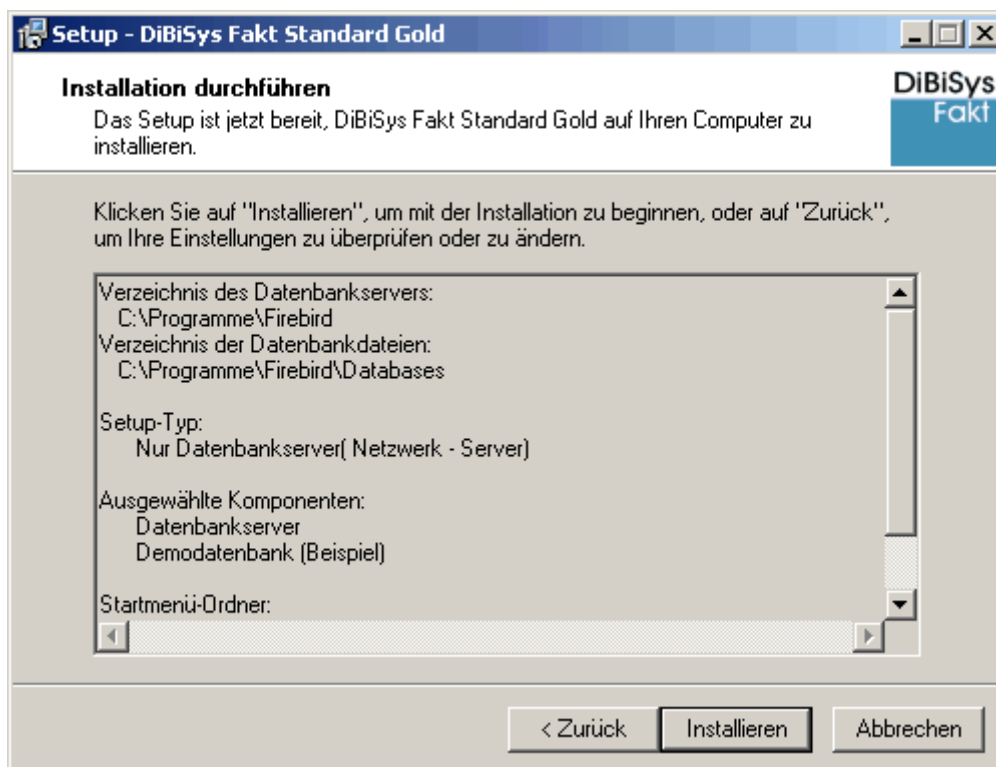 Setup - DiBiSys Fakt Standard Gold
Installation durchführen
DiBiSys
Fakt
Das Setup ist jetzt bereit, DiBiSys Fakt Standard Gold auf Ihren Computer zu
installieren.
Klicken Sie auf "Installieren", um mit der Installation zu beginnen, oder auf "Zurück",
um Ihre Einstellungen zu überprüfen oder zu ändern.
Verzeichnis des Datenbankservers:
C:\Programme\Firebird
Verzeichnis der Datenbankdateien:
C:\Programme\Firebird\Databases
Setup-Typ:
Nur Datenbankserver( Netzwerk - Server)
Ausgewählte Komponenten:
Datenbankserver
Demodatenbank (Beispiel)
Startmenü-Ordner:
< Zurück
Installieren
Abbrechen